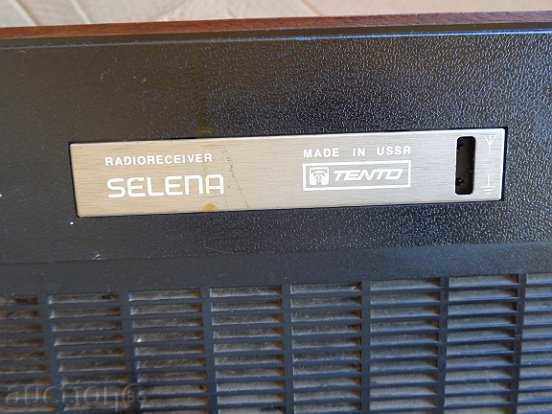 RADIORECEIVER
SELENA
MADE IN USSR
TENTO